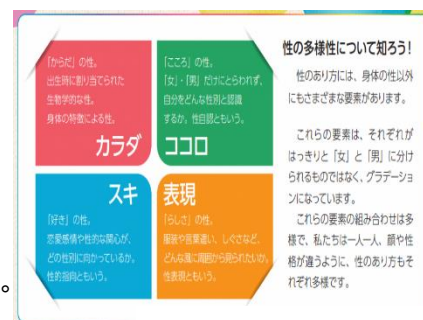 「からだ」の性。
出生時に割り当てられた
生物学的な性。
身体の特徴による性。
カラダ
「こころ」の性。
「女」・「男」だけにとらわれず、
自分をどんな性別と認識
するか。性自認ともいう。
ココロ
スキ
「好き」の性。
恋愛感情や性的な関心が、
どの性別に向かっているか。
性的指向ともいう。
表現
「らしさ」の性。
服装や言葉遣い、しぐさなど、
どんな風に周囲から見られたいか。
性表現ともいう。
性の多様性について知ろう!
性のあり方には、身体の性以外
にもさまざまな要素があります。
これらの要素は、それぞれが
はっきりと「女」と「男」に分け
られるものではなく、グラデーショ
ンになっています。
これらの要素の組み合わせは多
様で、私たちは一人一人、顔や性
格が違うように、性のあり方もそ
れぞれ多様です。
。